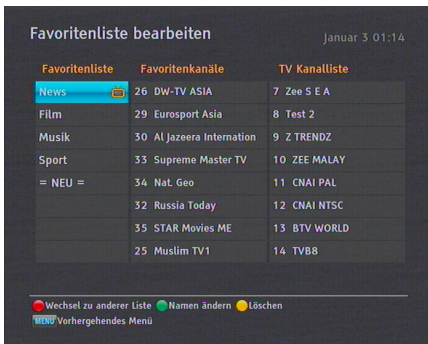 Favoritenliste bearbeiten
Januar 3 01:14
Favoritenliste Favoritenkanäle TV Kanalliste
News 26 DW-TV ASIA 7 Zee S E A
Film 29 Eurosport Asia 8 Test 2
Musik 30 Al Jazeera Internation 9 Z TRENDZ
Sport 33 Supreme Master TV 10 ZEE MALAY
= NEU = 34 Nat. Geo 11 CNAI PAL
32 Russia Today 12 CNAI NTSC
35 STAR Movies ME 13 BTV WORLD
25 Muslim TV1 14 TVB8
Wechsel zu anderer Liste Namen ändern Löschen
MENU Vorhergehendes Menü